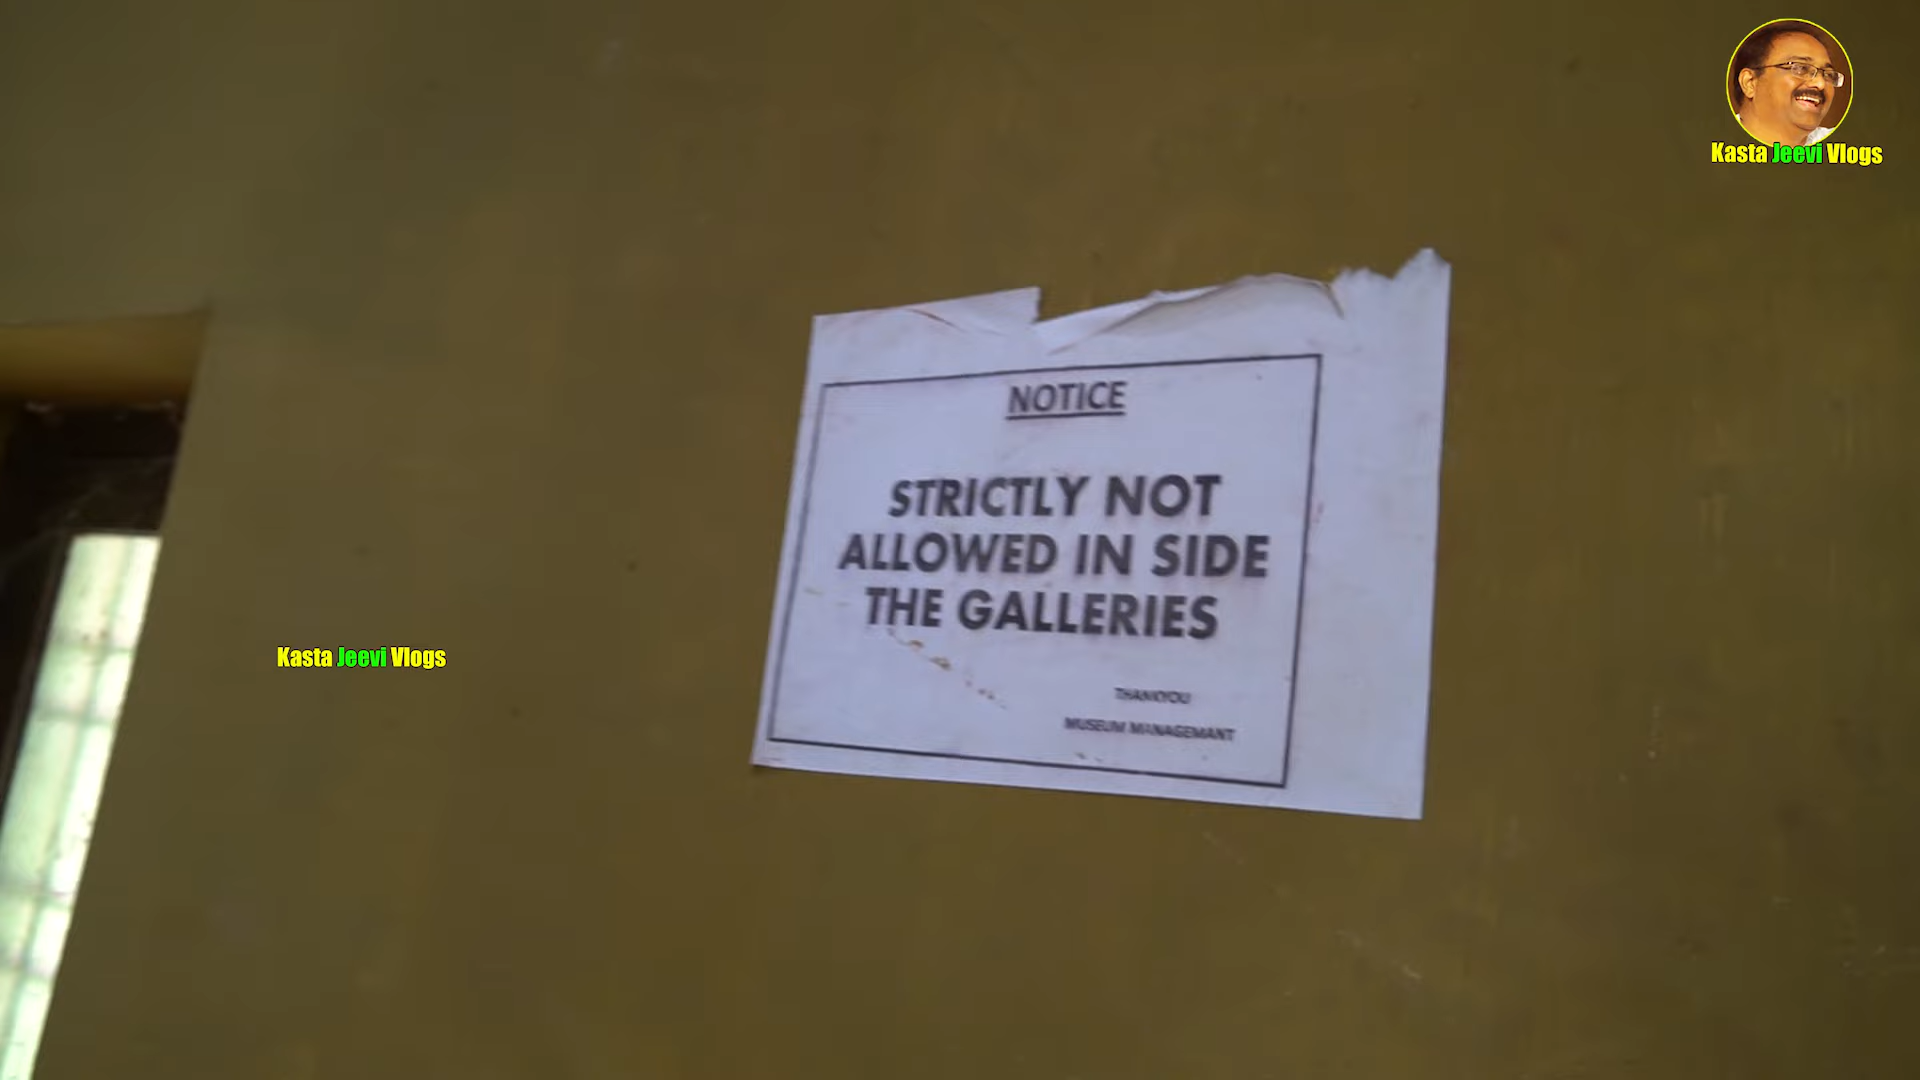 Kasta Jeevi Vlogs
NOTICE
STRICTLY NOT
ALLOWED IN SIDE
THE GALLERIES
Kasta Jeevi Vlogs
THANKYOU
MUSEUM MANAGEMANT